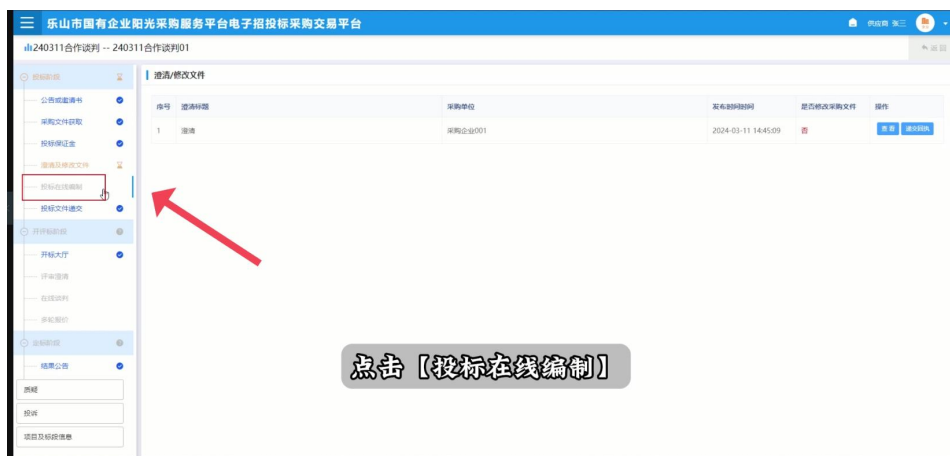 乐山市国有企业阳光采购服务平台电子招投标采购交易平台
供应商 张三
240311合作谈判 -- 240311合作谈判01
返回
投标阶段
公告或邀请书
采购文件获取
投标保证金
澄清及修改文件
投标在线编制
投标文件递交
开评标阶段
开标大厅
评审澄清
在线谈判
多轮报价
定标阶段
结果公告
质疑
投诉
项目及标段信息
澄清/修改文件
序号 澄清标题 采购单位 发布时间时间 是否修改采购文件 操作
1 澄清 采购企业001 2024-03-11 14:45:09 否 查看 递交回执
点击【投标在线编制】